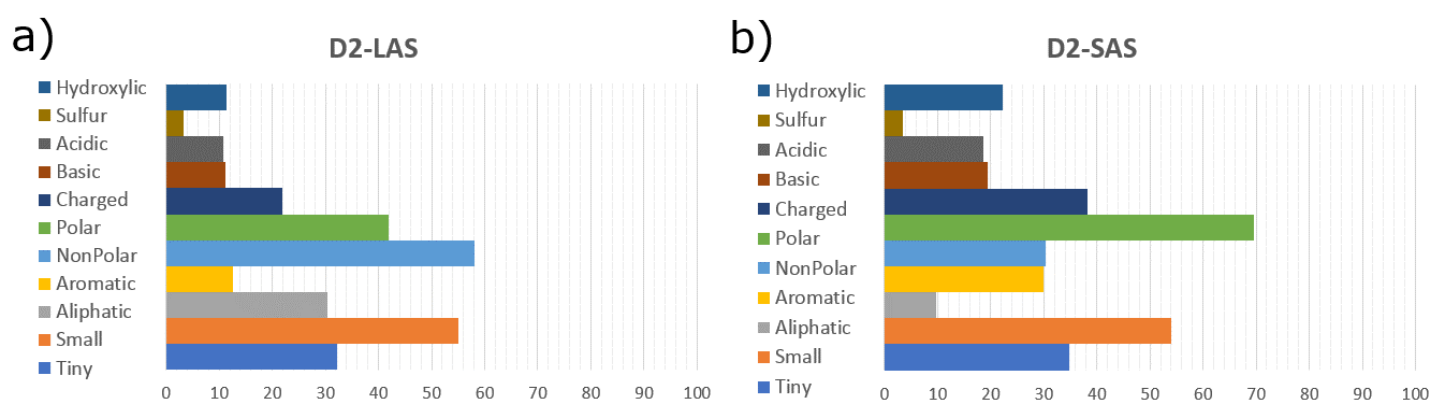 a)
D2-LAS
Hydroxylic
Sulfur
Acidic
Basic
Charged
Polar
NonPolar
Aromatic
Aliphatic
Small
Tiny
0 10 20 30 40 50 60 70 80 90 100
b)
D2-SAS
Hydroxylic
Sulfur
Acidic
Basic
Charged
Polar
NonPolar
Aromatic
Aliphatic
Small
Tiny
0 10 20 30 40 50 60 70 80 90 100